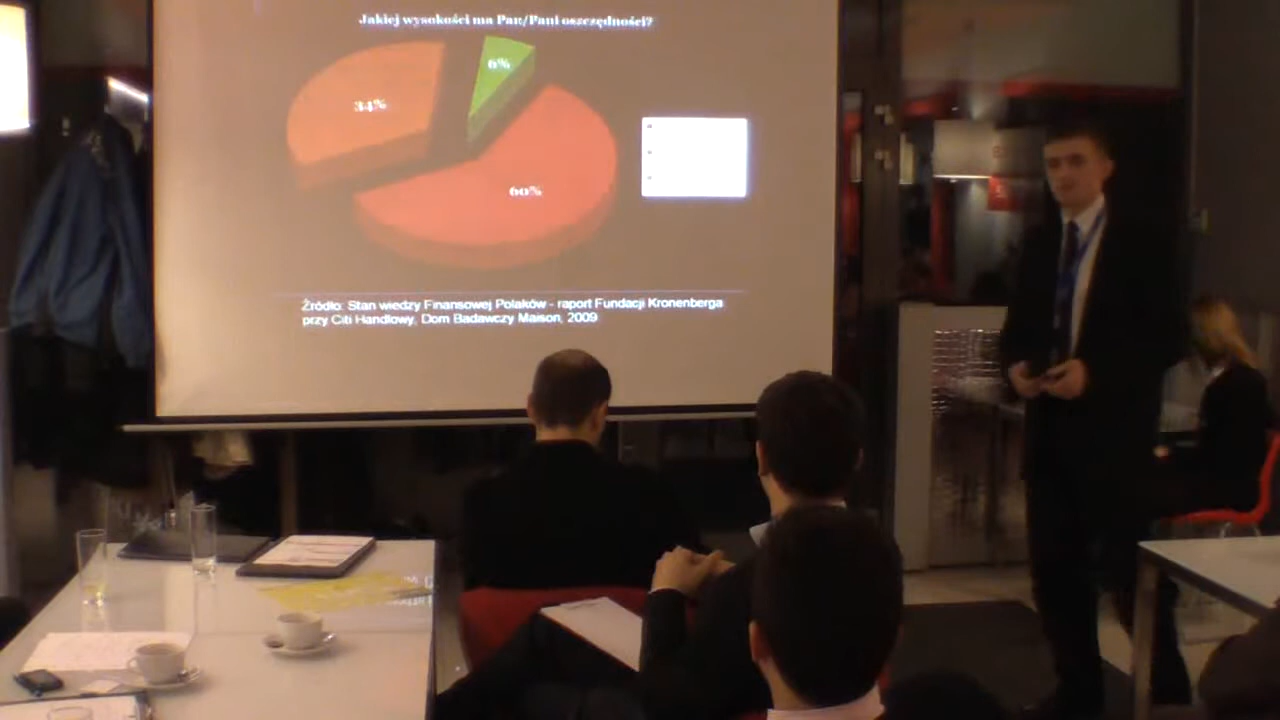 Jakiej wysokości ma Pan/Pani oszczędności?
6%
34%
60%
Źródło: Stan wiedzy Finansowej Polaków - raport Fundacji Kronenberga
przy Citi Handlowy, Dom Badawczy Maison, 2009